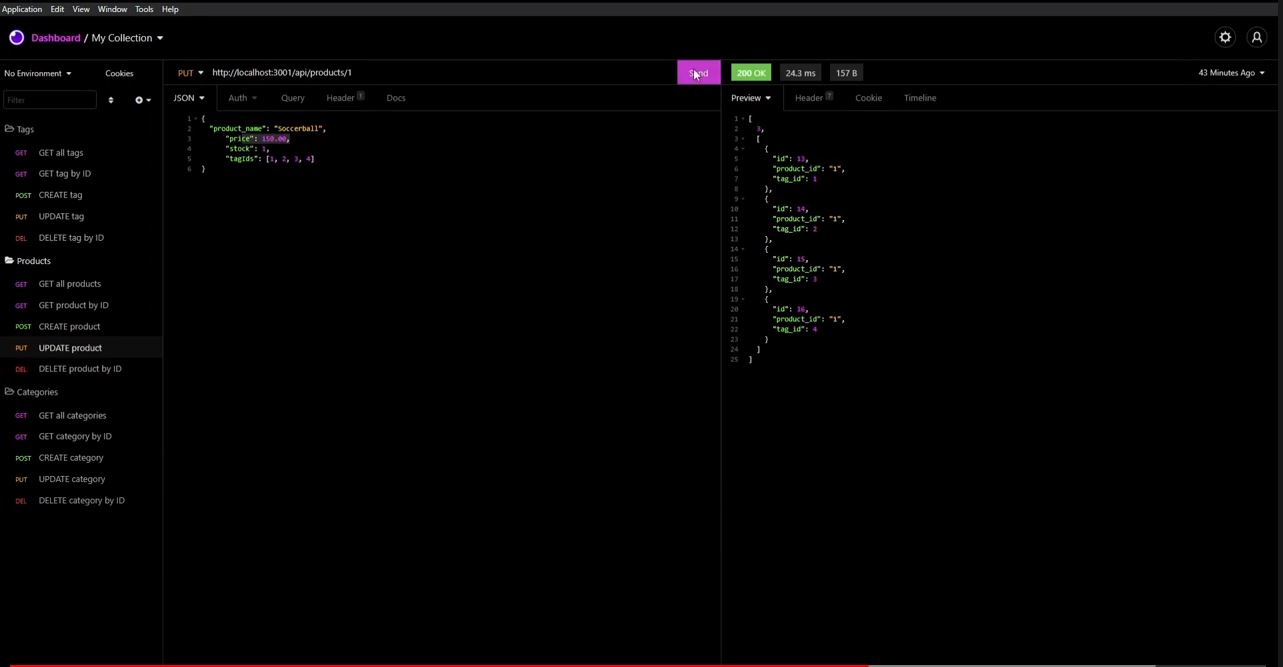 Application Edit View Window Tools Help
Dashboard / My Collection
No Environment
Cookies
Filter
Tags
GET GET all tags
GET GET tag by ID
POST CREATE tag
PUT UPDATE tag
DEL DELETE tag by ID
Products
GET GET all products
GET GET product by ID
POST CREATE product
PUT UPDATE product
DEL DELETE product by ID
Categories
GET GET all categories
GET GET category by ID
POST CREATE category
PUT UPDATE category
DEL DELETE category by ID
PUT http://localhost:3001/api/products/1 Send
JSON Auth Query Header 1 Docs
1 {
2 "product_name": "Soccerball",
3 "price": 150.00,
4 "stock": 1,
5 "tagIds": [1, 2, 3, 4]
6 }
200 OK 24.3 ms 157 B 43 Minutes Ago
Preview Header 7 Cookie Timeline
1 [
2 3,
3 [
4 {
5 "id": 13,
6 "product_id": "1",
7 "tag_id": 1
8 },
9 {
10 "id": 14,
11 "product_id": "1",
12 "tag_id": 2
13 },
14 {
15 "id": 15,
16 "product_id": "1",
17 "tag_id": 3
18 },
19 {
20 "id": 16,
21 "product_id": "1",
22 "tag_id": 4
23 }
24 ]
25 ]